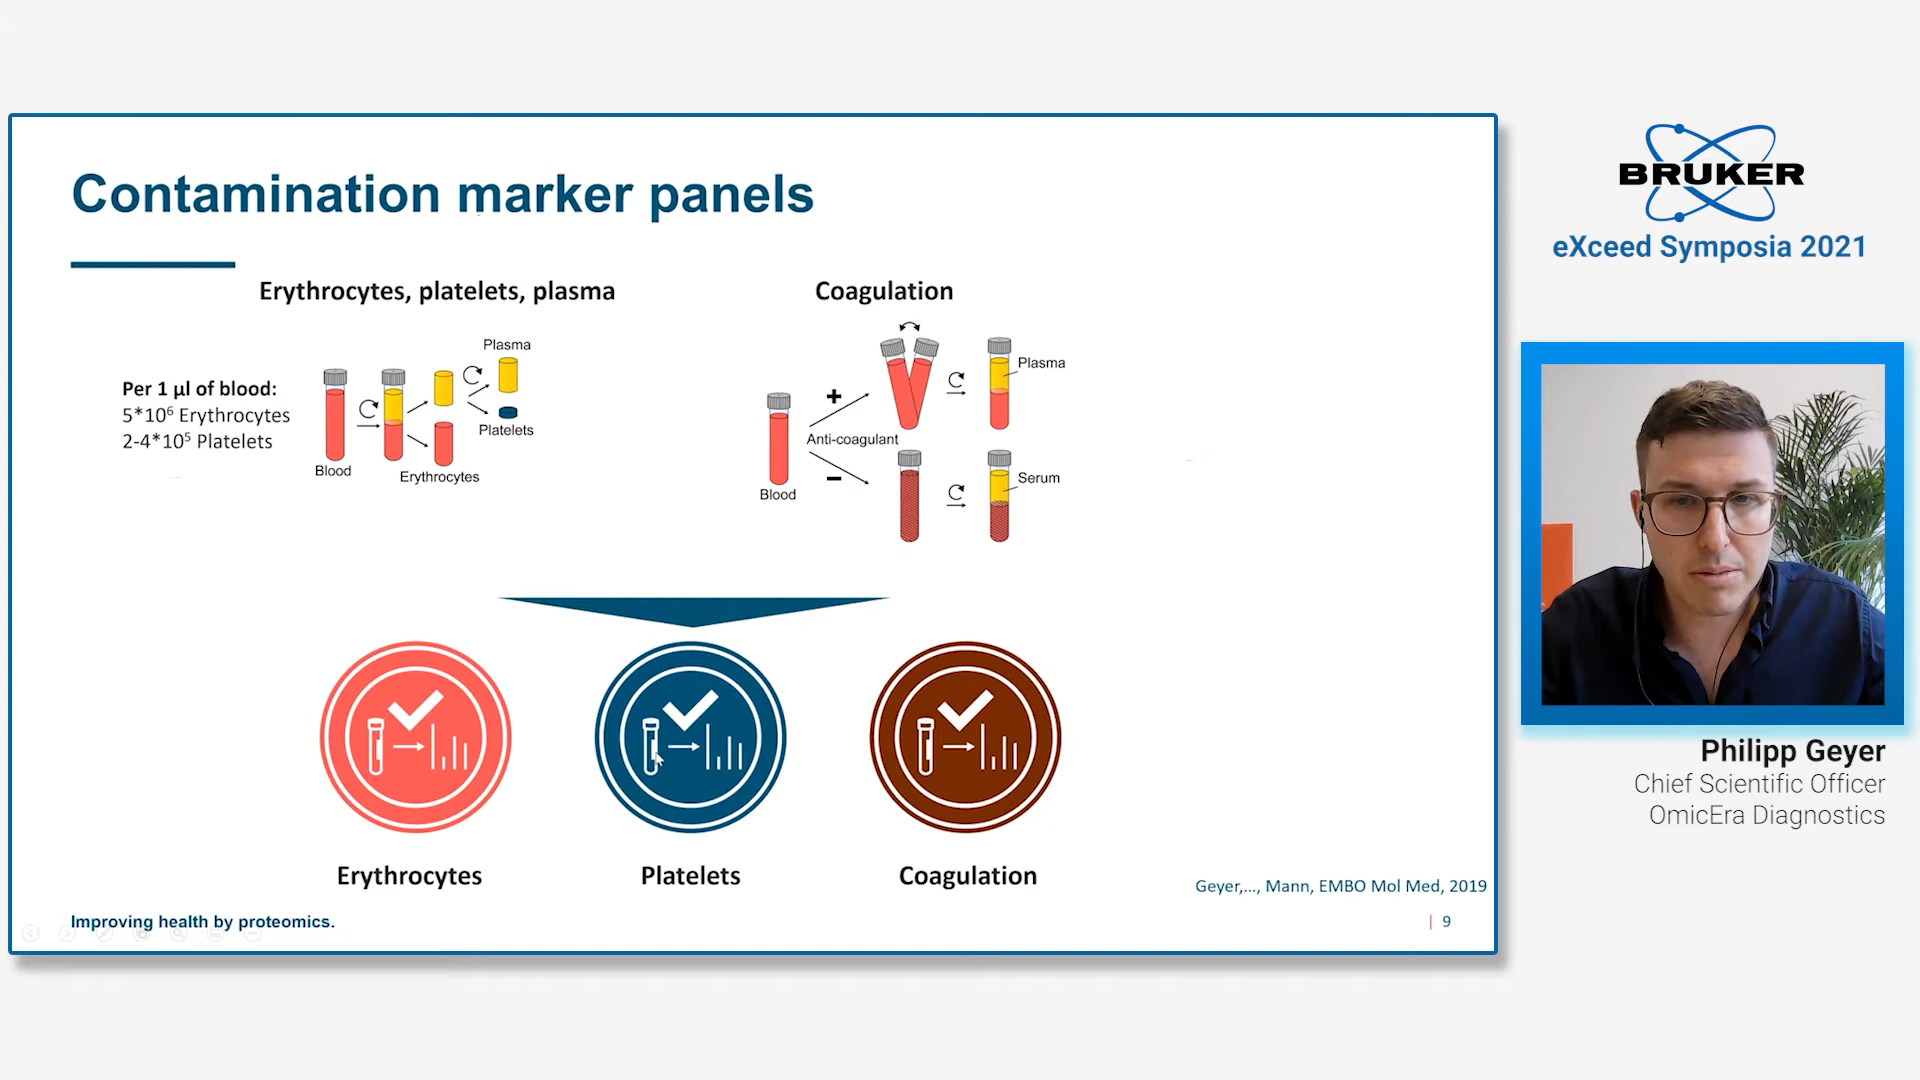 Contamination marker panels
Erythrocytes, platelets, plasma
Per 1 µl of blood:
5*10⁶ Erythrocytes
2-4*10⁵ Platelets
Blood
Plasma
Platelets
Erythrocytes
Coagulation
Blood
+
Anti-coagulant
−
Plasma
Serum
Erythrocytes
Platelets
Coagulation
Geyer,..., Mann, EMBO Mol Med, 2019
Improving health by proteomics.
| 9
BRUKER
eXceed Symposia 2021
Philipp Geyer
Chief Scientific Officer
OmicEra Diagnostics